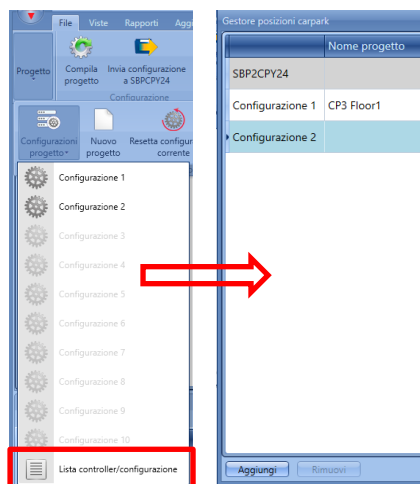 File Viste Rapporti Aggi
Progetto
Compila progetto
Invia configurazione a SBPCPY24
Configurazione
Configurazioni progetto
Nuovo progetto
Resetta configur
corrente
Configurazione 1
Configurazione 2
Configurazione 3
Configurazione 4
Configurazione 5
Configurazione 6
Configurazione 7
Configurazione 8
Configurazione 9
Configurazione 10
Lista controller/configurazione
Gestore posizioni carpark
Nome progetto
SBP2CPY24
Configurazione 1 CP3 Floor1
Configurazione 2
Aggiungi Rimuovi